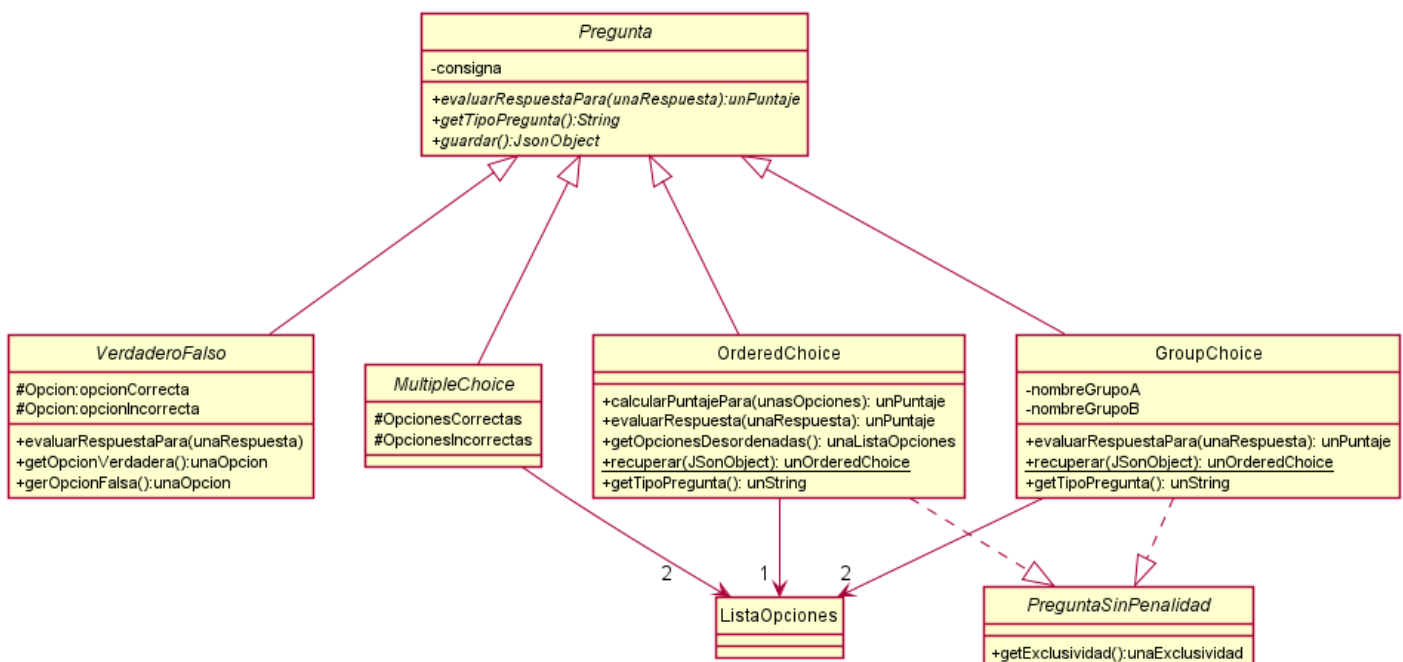 Pregunta
-consigna
+evaluarRespuestaPara(unaRespuesta):unPuntaje
+getTipoPregunta():String
+guardar():JsonObject
VerdaderoFalso
#Opcion:opcionCorrecta
#Opcion:opcionIncorrecta
+evaluarRespuestaPara(unaRespuesta)
+getOpcionVerdadera():unaOpcion
+gerOpcionFalsa():unaOpcion
MultipleChoice
#OpcionesCorrectas
#OpcionesIncorrectas
OrderedChoice
+calcularPuntajePara(unasOpciones): unPuntaje
+evaluarRespuesta(unaRespuesta): unPuntaje
+getOpcionesDesordenadas(): unaListaOpciones
+recuperar(JSonObject): unOrderedChoice
+getTipoPregunta(): unString
GroupChoice
-nombreGrupoA
-nombreGrupoB
+evaluarRespuestaPara(unaRespuesta): unPuntaje
+recuperar(JSonObject): unOrderedChoice
+getTipoPregunta(): unString
2
1
2
ListaOpciones
PreguntaSinPenalidad
+getExclusividad():unaExclusividad